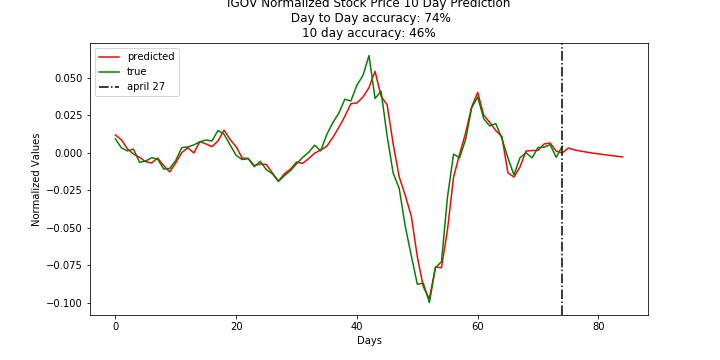 IGOV Normalized Stock Price 10 Day Prediction
Day to Day accuracy: 74%
10 day accuracy: 46%
predicted
true
april 27
Normalized Values
0.050
0.025
0.000
−0.025
−0.050
−0.075
−0.100
0 20 40 60 80
Days